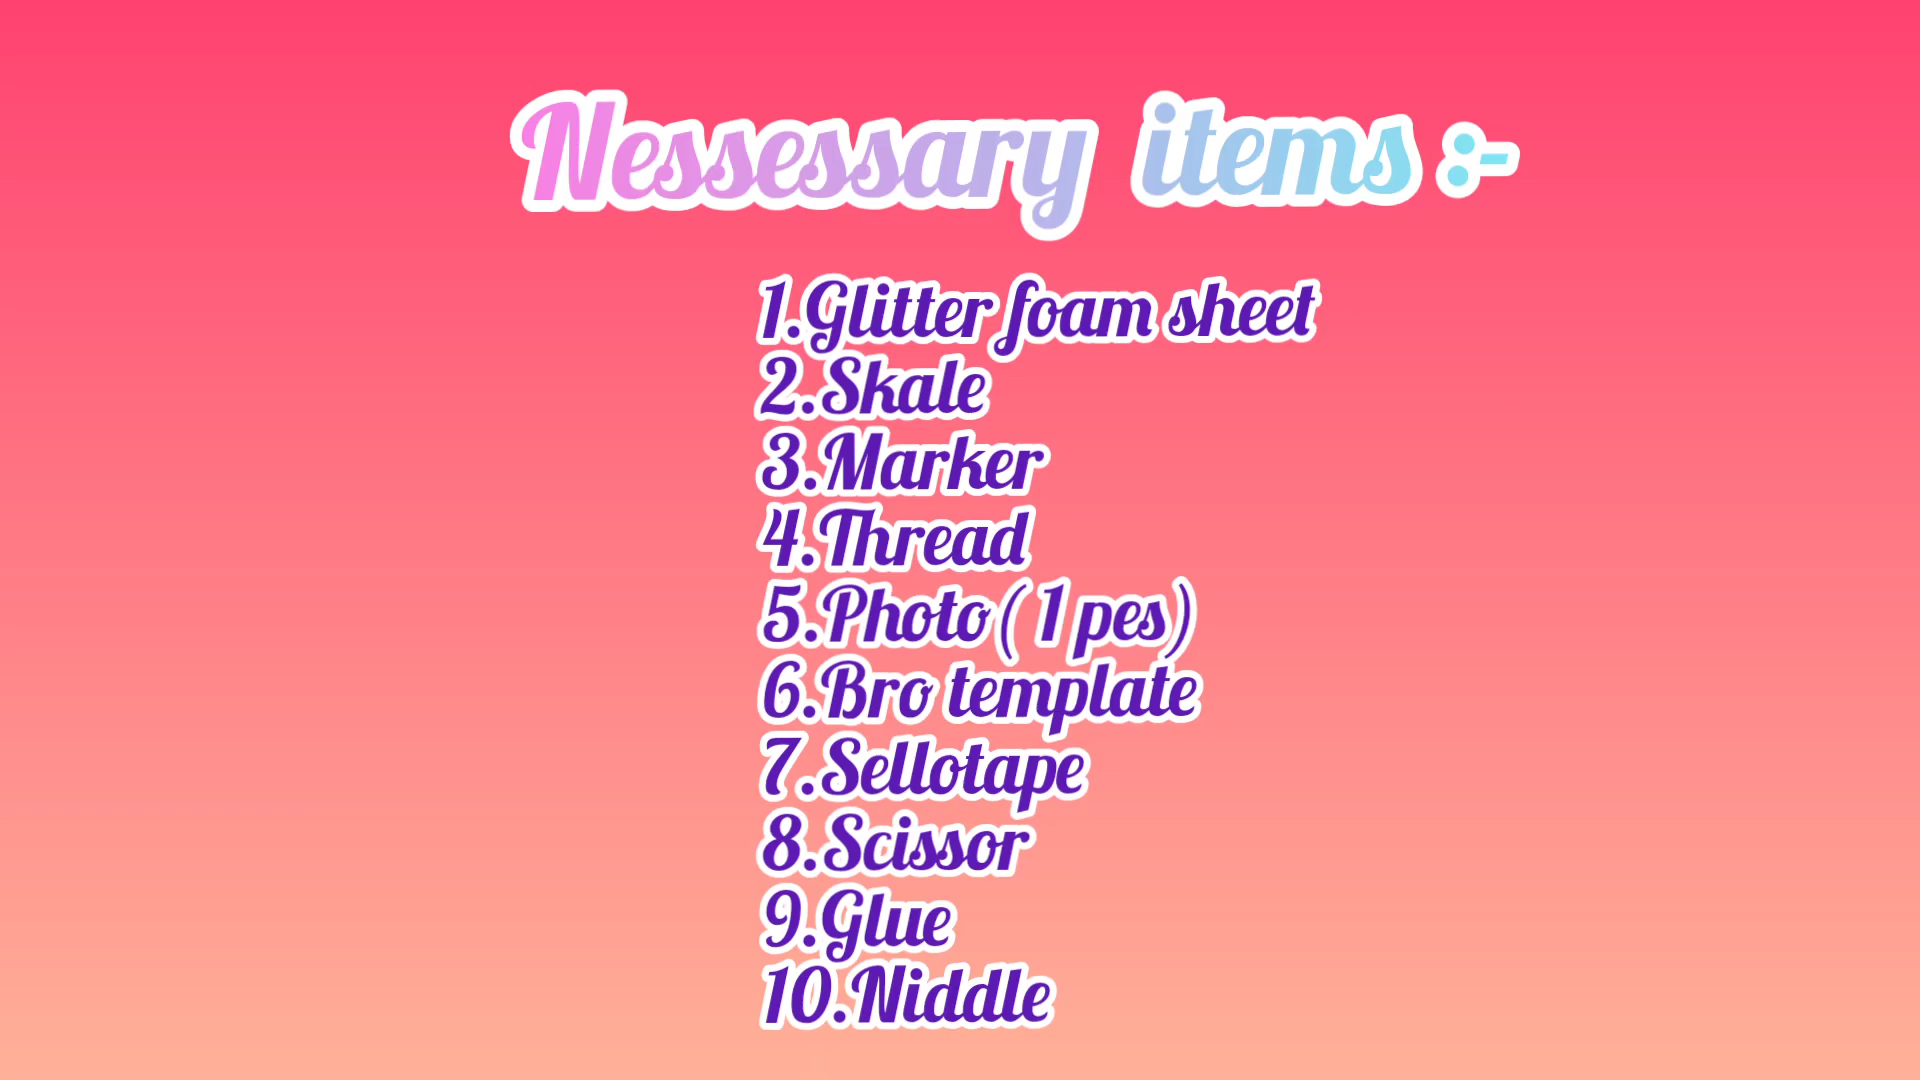 Nessessary items :-
1.Glitter foam sheet
2.Skale
3.Marker
4.Thread
5.Photo ( 1 pes)
6.Bro template
7.Sellotape
8.Scissor
9.Glue
10.Niddle